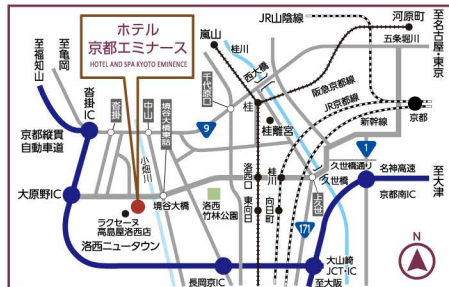 ホテル
京都エミナース
HOTEL AND SPA KYOTO EMINENCE
至福知山
至亀岡
嵐山
桂川
JR山陰線
河原町
五条堀川
至名古屋・東京
西大橋
千代原口
阪急京都線
JR京都線
新幹線
京都
沓掛IC
沓掛
中山
境谷大橋東詰
9
桂
桂離宮
1
京都縦貫
自動車道
小畑川
洛西口
桂川
久世橋通り
久世橋
名神高速
京都南IC
至大津
大原野IC
境谷大橋
洛西
竹林公園
東向日
向日町
171
ラクセーヌ
高島屋洛西店
洛西ニュータウン
長岡京IC
大山崎
JCT・IC
至大阪
N